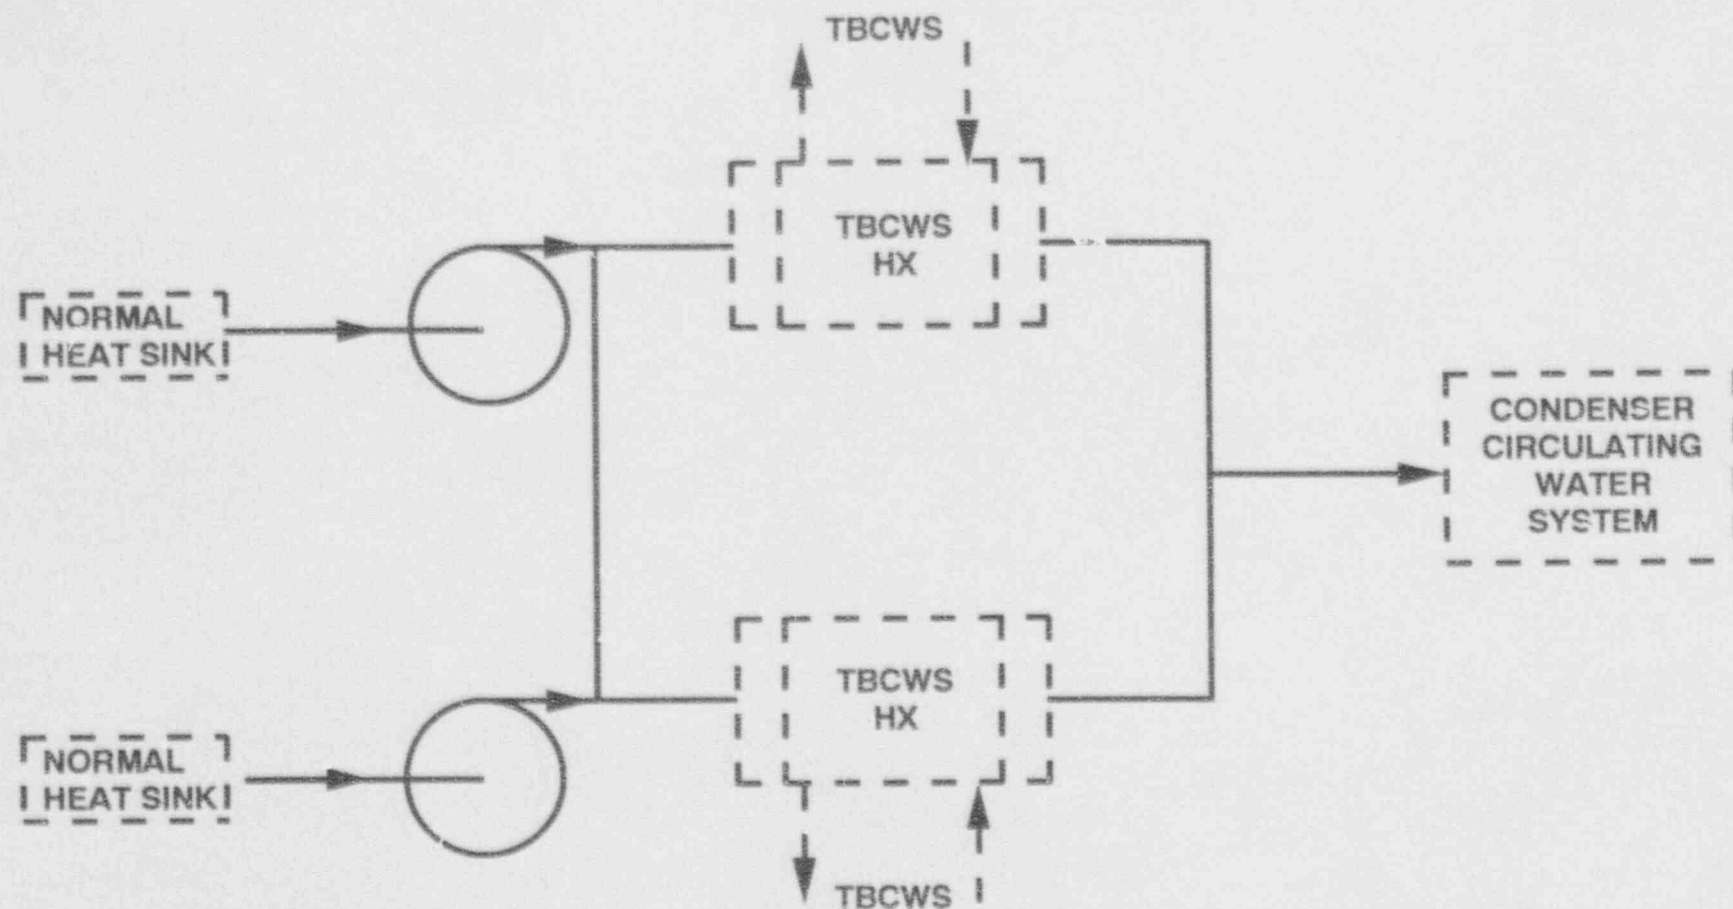 TBCWS
TBCWS
HX
NORMAL
HEAT SINK
CONDENSER
CIRCULATING
WATER
SYSTEM
TBCWS
HX
NORMAL
HEAT SINK
TBCWS